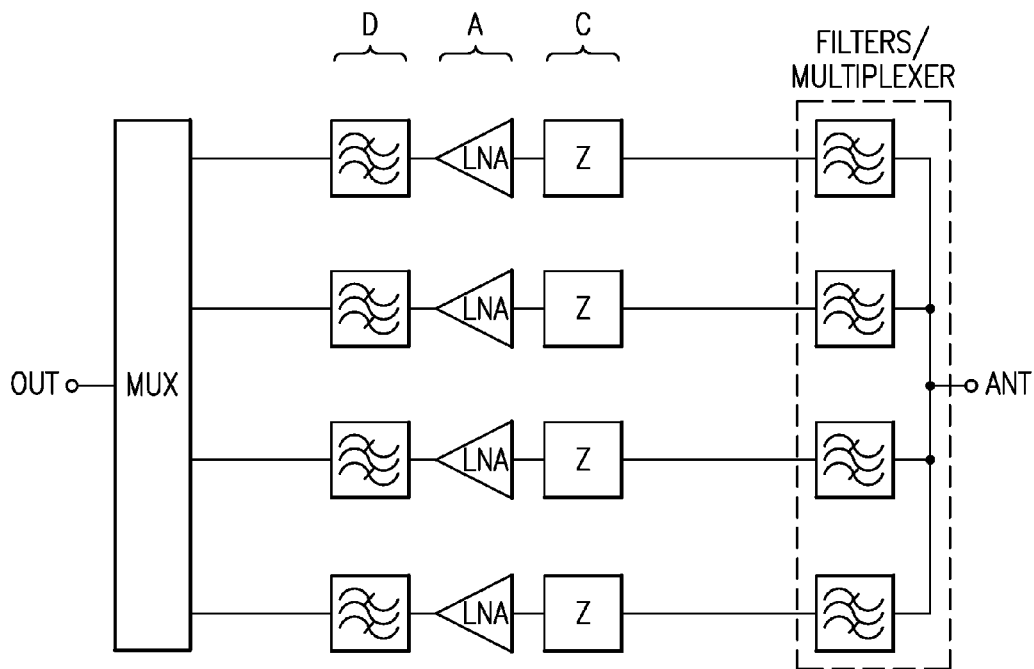 D A C
FILTERS/
MULTIPLEXER
LNA Z
LNA Z
OUT MUX ANT
LNA Z
LNA Z